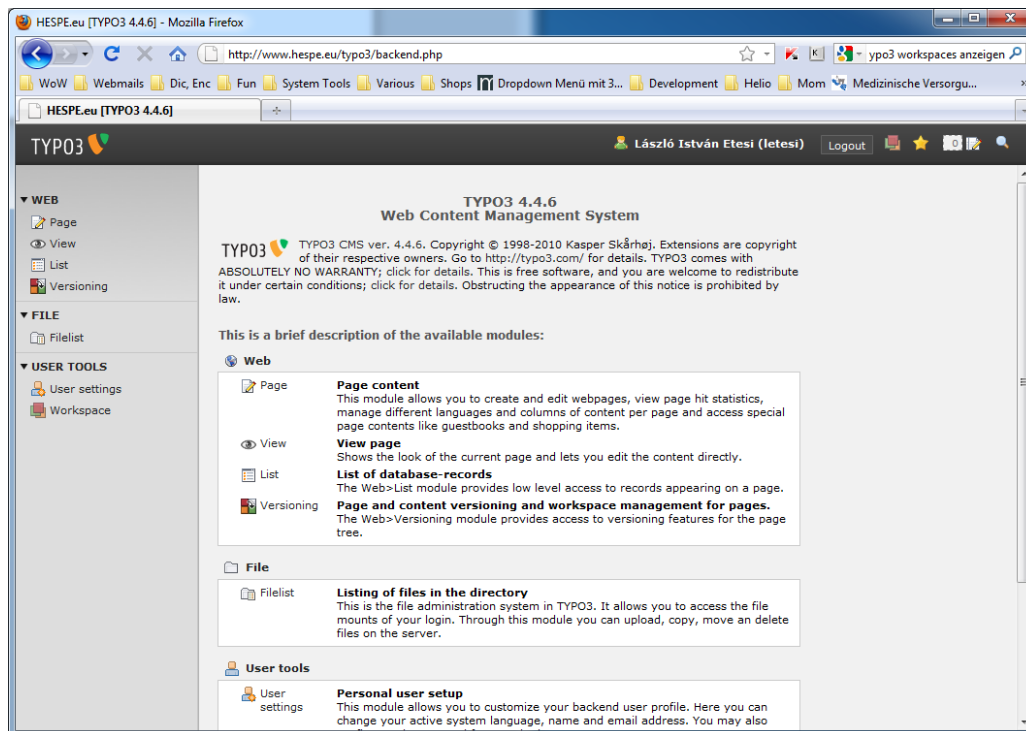 HESPE.eu [TYPO3 4.4.6] - Mozilla Firefox
http://www.hespe.eu/typo3/backend.php
ypo3 workspaces anzeigen
WoW Webmails Dic, Enc Fun System Tools Various Shops Dropdown Menü mit 3... Development Helio Mom Medizinische Versorgu...
HESPE.eu [TYPO3 4.4.6]
TYPO3
László István Etesi (letesi) Logout 0
WEB
Page
View
List
Versioning
FILE
Filelist
USER TOOLS
User settings
Workspace
TYPO3 4.4.6
Web Content Management System
TYPO3 TYPO3 CMS ver. 4.4.6. Copyright © 1998-2010 Kasper Skårhøj. Extensions are copyright
of their respective owners. Go to http://typo3.com/ for details. TYPO3 comes with
ABSOLUTELY NO WARRANTY; click for details. This is free software, and you are welcome to redistribute
it under certain conditions; click for details. Obstructing the appearance of this notice is prohibited by
law.
This is a brief description of the available modules:
Web
Page Page content
This module allows you to create and edit webpages, view page hit statistics,
manage different languages and columns of content per page and access special
page contents like guestbooks and shopping items.
View View page
Shows the look of the current page and lets you edit the content directly.
List List of database-records
The Web>List module provides low level access to records appearing on a page.
Versioning Page and content versioning and workspace management for pages.
The Web>Versioning module provides access to versioning features for the page
tree.
File
Filelist Listing of files in the directory
This is the file administration system in TYPO3. It allows you to access the file
mounts of your login. Through this module you can upload, copy, move an delete
files on the server.
User tools
User Personal user setup
settings This module allows you to customize your backend user profile. Here you can
change your active system language, name and email address. You may also